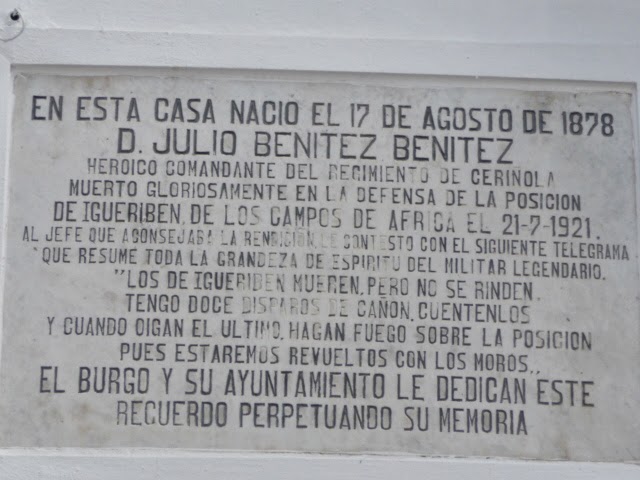 EN ESTA CASA NACIO EL 17 DE AGOSTO DE 1878
D. JULIO BENITEZ BENITEZ
HEROICO COMANDANTE DEL REGIMIENTO DE CERIÑOLA
MUERTO GLORIOSAMENTE EN LA DEFENSA DE LA POSICION
DE IGUERIBEN, DE LOS CAMPOS DE AFRICA EL 21-7-1921.
AL JEFE QUE ACONSEJABA LA RENDICION, LE CONTESTO CON EL SIGUIENTE TELEGRAMA
QUE RESUME TODA LA GRANDEZA DE ESPIRITU DEL MILITAR LEGENDARIO.
"LOS DE IGUERIBEN MUEREN, PERO NO SE RINDEN.
TENGO DOCE DISPAROS DE CAÑON, CUENTENLOS
Y CUANDO OIGAN EL ULTIMO, HAGAN FUEGO SOBRE LA POSICION
PUES ESTAREMOS REVUELTOS CON LOS MOROS,,
EL BURGO Y SU AYUNTAMIENTO LE DEDICAN ESTE
RECUERDO PERPETUANDO SU MEMORIA